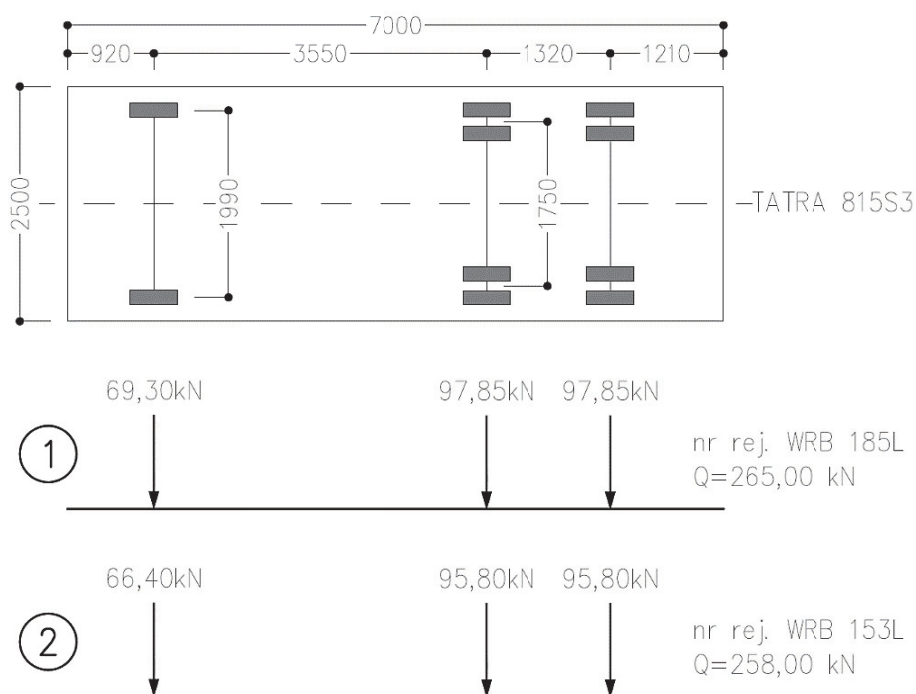 7000
920 3550 1320 1210
2500
1990
1750
TATRA 815S3
69,30kN 97,85kN 97,85kN
1
nr rej. WRB 185L
Q=265,00 kN
66,40kN 95,80kN 95,80kN
2
nr rej. WRB 153L
Q=258,00 kN